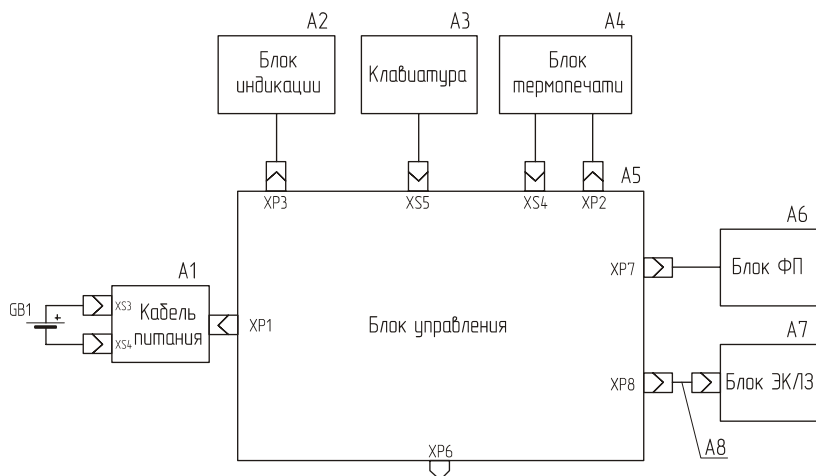 A2
A3
A4
Блок
индикации
Клавиатура
Блок
термопечати
A5
XP3
XS5
XS4
XP2
A6
XP7
Блок ФП
A1
GB1
+
XS3
XS4
Кабель
питания
XP1
Блок управления
A7
XP8
Блок ЭКЛЗ
A8
XP6